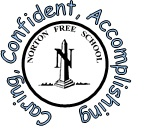 Caring, Confident, Accomplishing
NORTON FREE SCHOOL
N